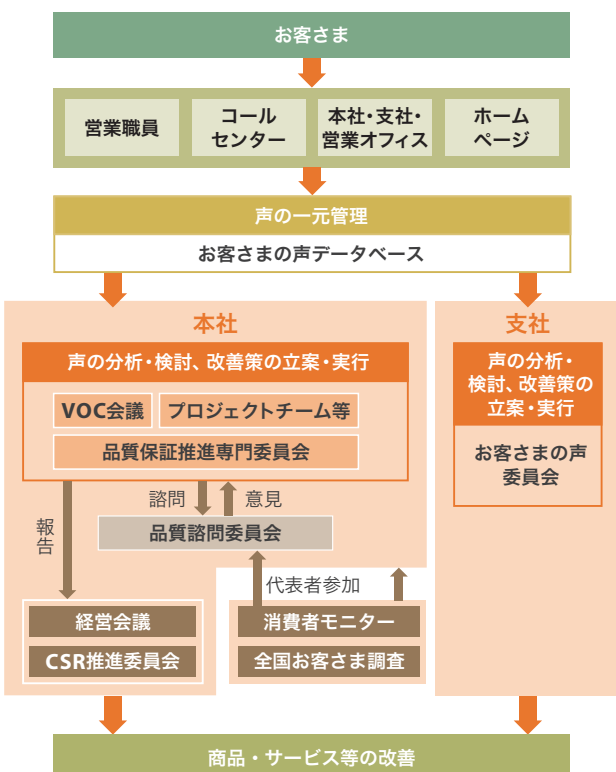 お客さま
営業職員
コール
センター
本社・支社・
営業オフィス
ホーム
ページ
声の一元管理
お客さまの声データベース
本社
声の分析・検討、改善策の立案・実行
VOC会議
プロジェクトチーム等
品質保証推進専門委員会
諮問
意見
報告
品質諮問委員会
代表者参加
経営会議
CSR推進委員会
消費者モニター
全国お客さま調査
支社
声の分析・
検討、改善策の
立案・実行
お客さまの声
委員会
商品・サービス等の改善